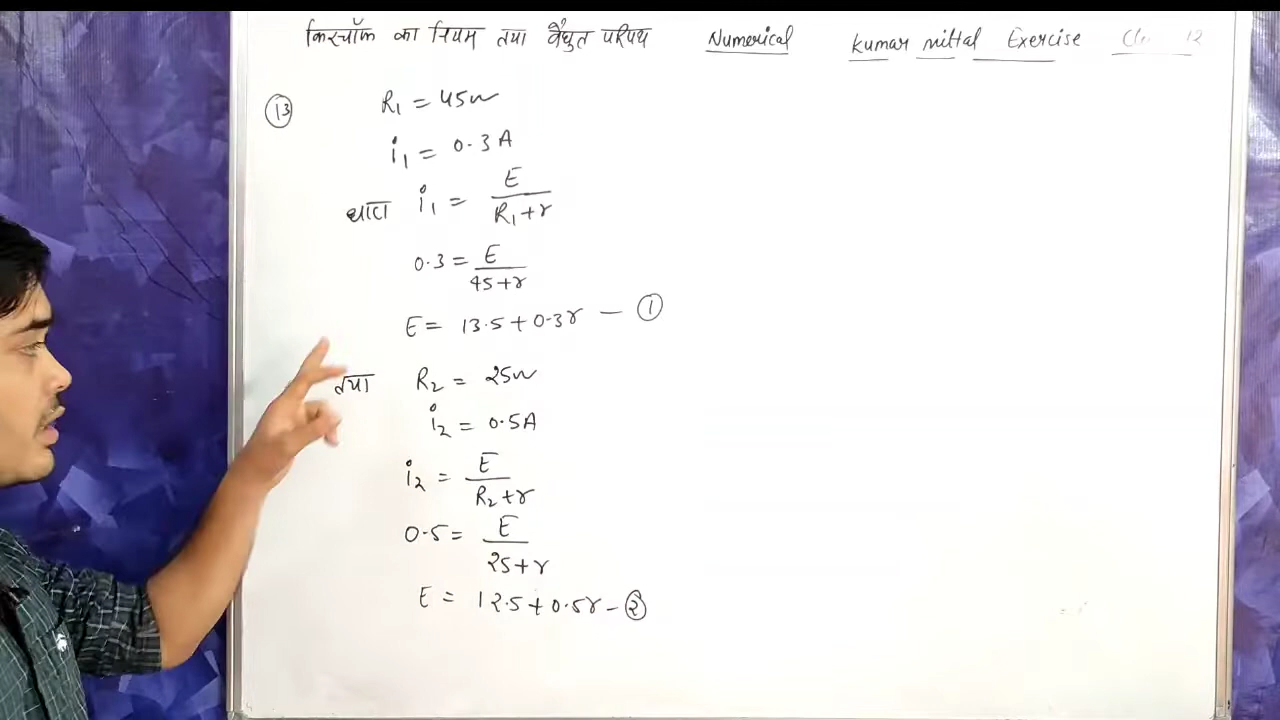 किरचॉफ का नियम तथा वैद्युत परिपथ Numerical Kumar mittal Exercise 12
13 R₁ = 45ω
i₁ = 0.3 A
धारा i₁ = E / R₁+r
0.3 = E / 45+r
E = 13.5 + 0.3r — ①
तथा R₂ = 25ω
i₂ = 0.5A
i₂ = E / R₂+r
0.5 = E / 25+r
E = 12.5 + 0.5r — ②